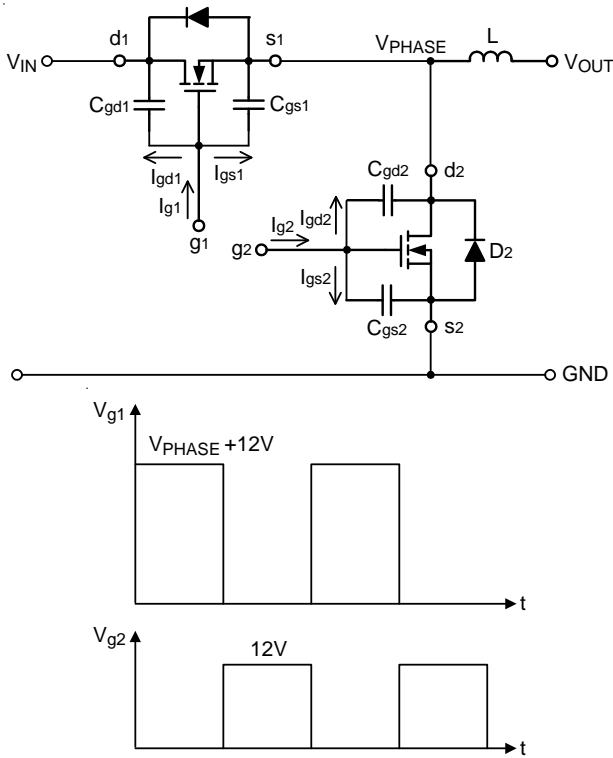 d1
s1
VPHASE
L
VIN
VOUT
Cgd1
Cgs1
Igd1
Igs1
Ig1
g1
Cgd2
d2
Ig2
Igd2
g2
D2
Igs2
Cgs2
s2
GND
Vg1
VPHASE +12V
t
Vg2
12V
t